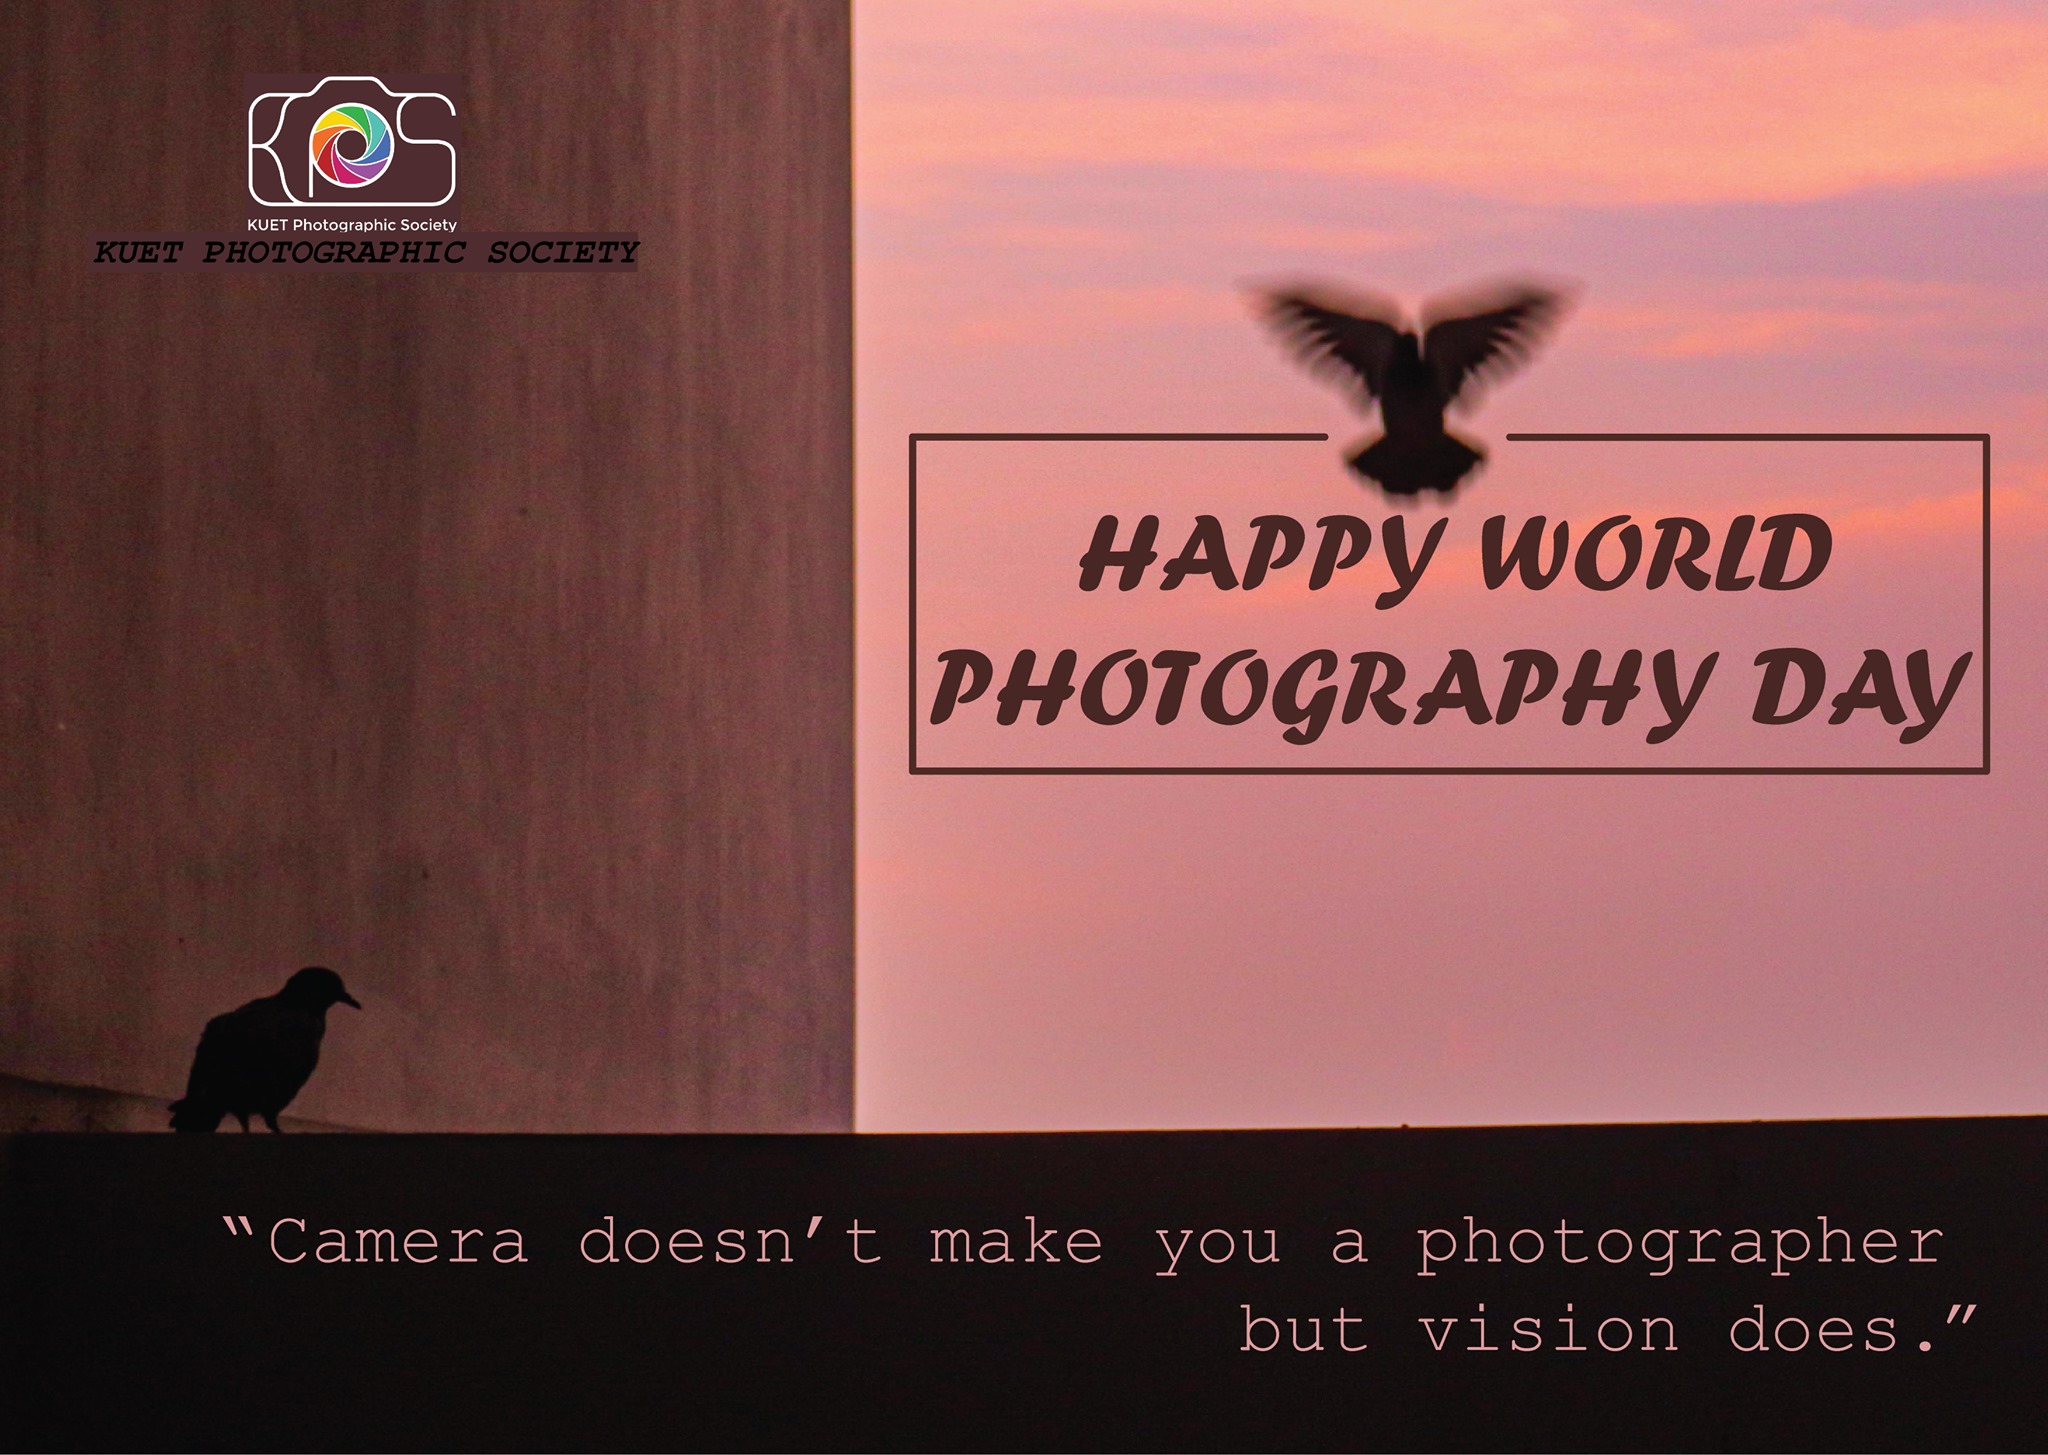 KPS
KUET Photographic Society
KUET PHOTOGRAPHIC SOCIETY
HAPPY WORLD
PHOTOGRAPHY DAY
“Camera doesn’t make you a photographer
but vision does.”